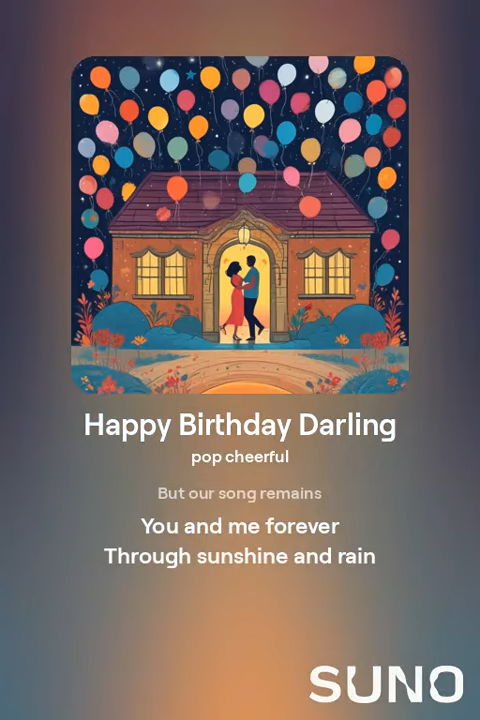 Happy Birthday Darling
pop cheerful
But our song remains
You and me forever
Through sunshine and rain
SUNO